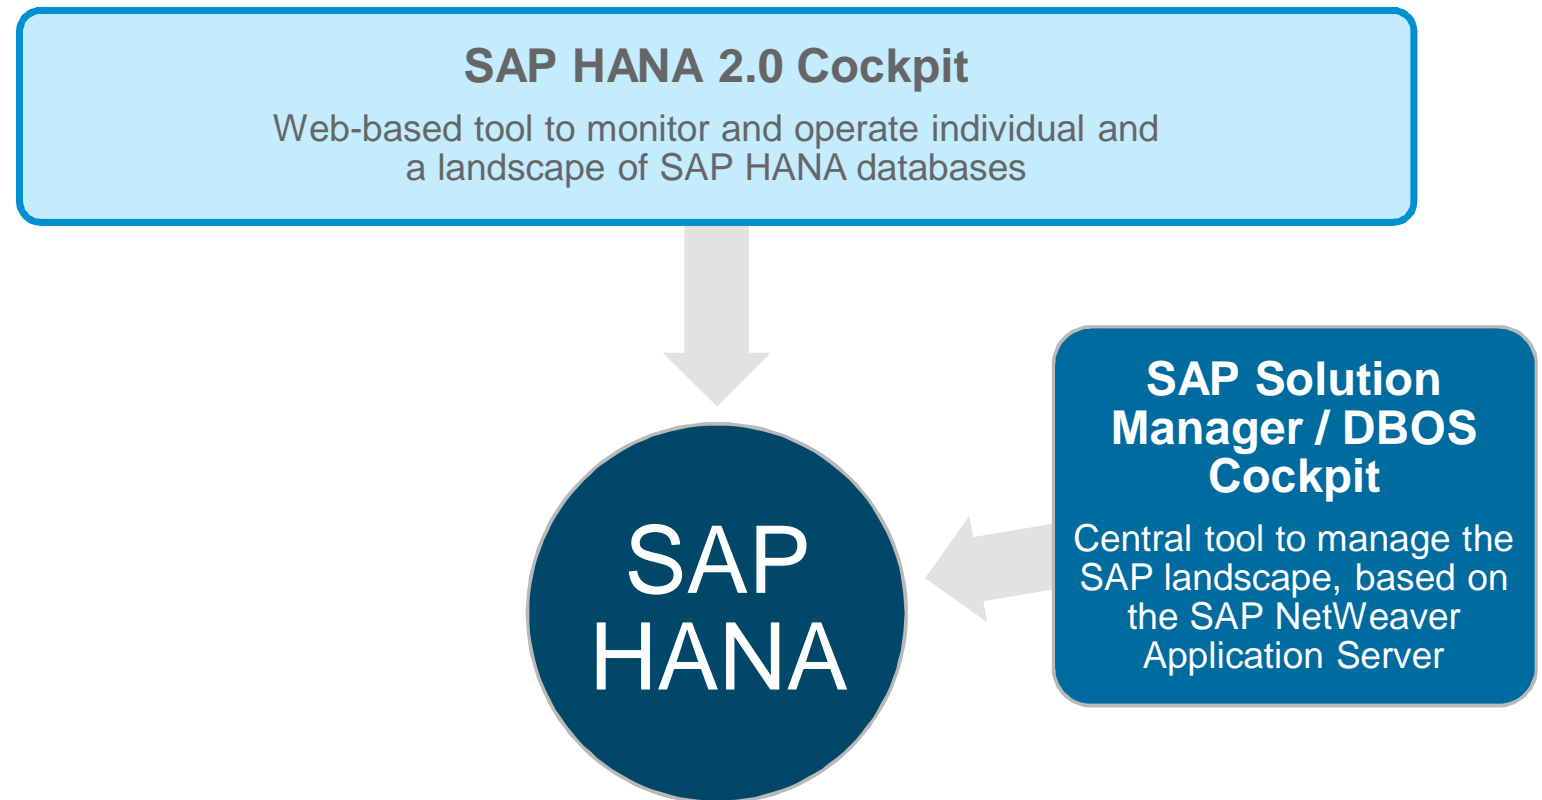 SAP HANA 2.0 Cockpit
Web-based tool to monitor and operate individual and
a landscape of SAP HANA databases
SAP Solution
Manager / DBOS
Cockpit
Central tool to manage the
SAP landscape, based on
the SAP NetWeaver
Application Server
SAP
HANA